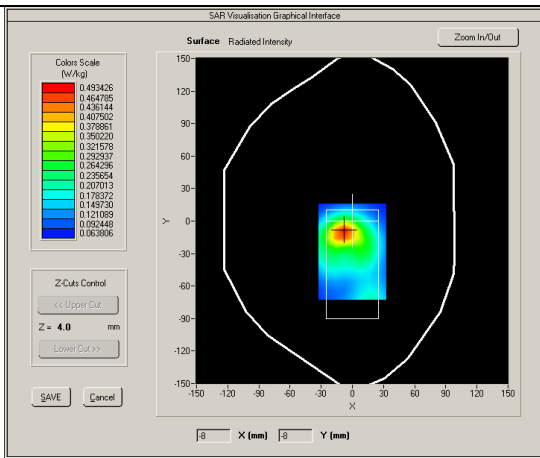 SAR Visualisation Graphical Interface
Surface Radiated Intensity
Zoom In/Out
Colors Scale
(W/kg)
0.493426
0.464785
0.436144
0.407502
0.378861
0.350220
0.321578
0.292937
0.264296
0.235654
0.207013
0.178372
0.149730
0.121089
0.092448
0.063806
150-
120-
90-
60-
30-
0-
-30-
-60-
-90-
-120-
-150-
Y
-150 -120 -90 -60 -30 0 30 60 90 120 150
X
Z-Cuts Control
<< Upper Cut
Z = 4.0 mm
Lower Cut >>
SAVE Cancel
-8 X (mm) -8 Y (mm)